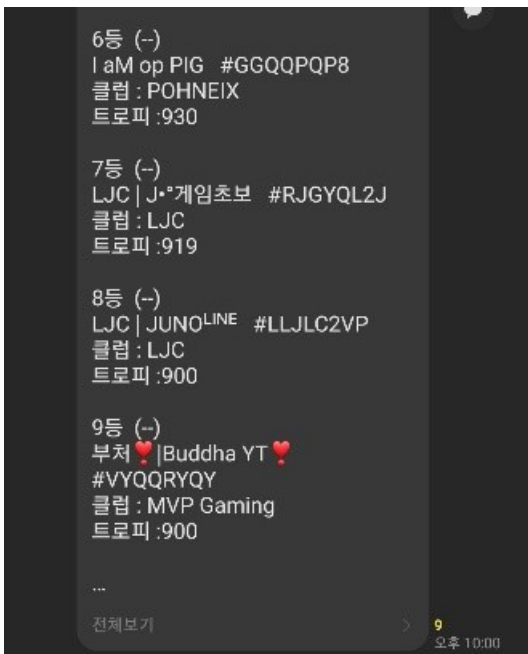 6등 (--)
I aM op PIG #GGQQPQP8
클럽 : POHNEIX
트로피 :930
7등 (--)
LJC | J•°게임초보 #RJGYQL2J
클럽 : LJC
트로피 :919
8등 (--)
LJC | JUNOᴸᴵᴺᴱ #LLJLC2VP
클럽 : LJC
트로피 :900
9등 (--)
부처❣️|Buddha YT❣️
#VYQQRYQY
클럽 : MVP Gaming
트로피 :900
...
전체보기 >
9
오후 10:00